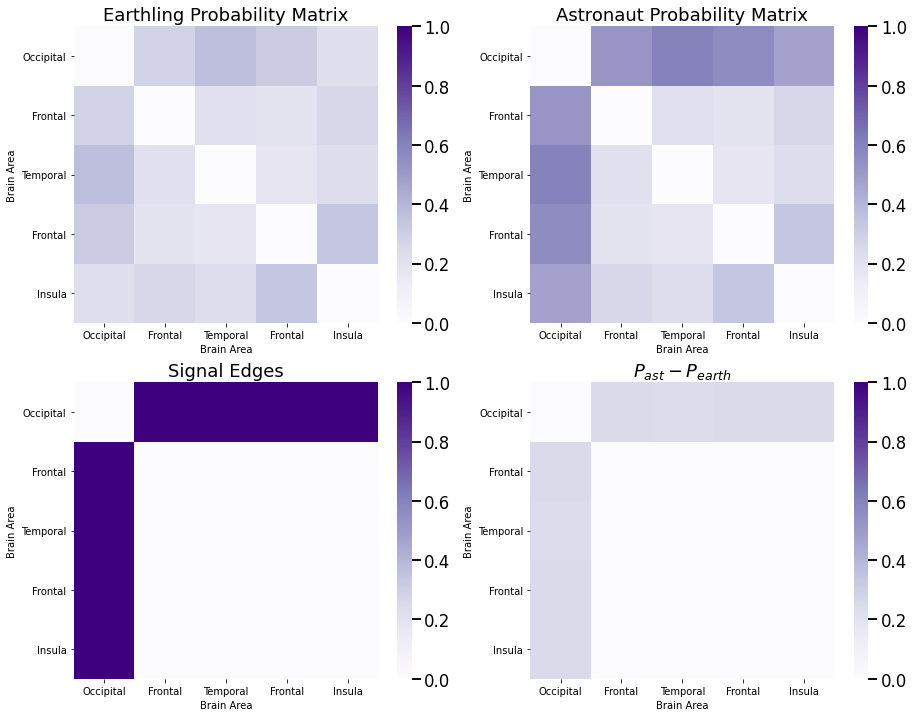 Earthling Probability Matrix
Astronaut Probability Matrix
Brain Area
Occipital
Frontal
Temporal
Frontal
Insula
Occipital Frontal Temporal Frontal Insula
Brain Area
1.0
0.8
0.6
0.4
0.2
0.0
Brain Area
Occipital
Frontal
Temporal
Frontal
Insula
Occipital Frontal Temporal Frontal Insula
Brain Area
1.0
0.8
0.6
0.4
0.2
0.0
Signal Edges
P_ast − P_earth
Brain Area
Occipital
Frontal
Temporal
Frontal
Insula
Occipital Frontal Temporal Frontal Insula
Brain Area
1.0
0.8
0.6
0.4
0.2
0.0
Brain Area
Occipital
Frontal
Temporal
Frontal
Insula
Occipital Frontal Temporal Frontal Insula
Brain Area
1.0
0.8
0.6
0.4
0.2
0.0